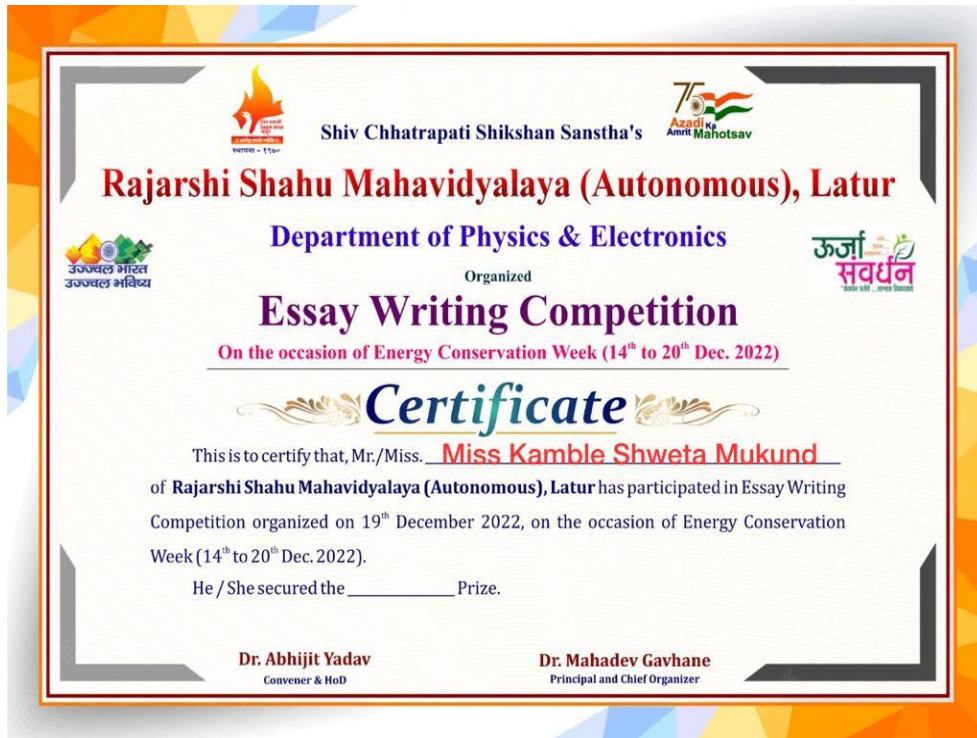 Shiv Chhatrapati Shikshan Sanstha's
स्थापना - १९७०
75
Azadi Ka
Amrit Mahotsav
Rajarshi Shahu Mahavidyalaya (Autonomous), Latur
Department of Physics & Electronics
उज्ज्वल भारत
उज्ज्वल भविष्य
ऊर्जा
संवर्धन
Organized
Essay Writing Competition
On the occasion of Energy Conservation Week (14th to 20th Dec. 2022)
Certificate
This is to certify that, Mr./Miss. Miss Kamble Shweta Mukund
of Rajarshi Shahu Mahavidyalaya (Autonomous), Latur has participated in Essay Writing
Competition organized on 19th December 2022, on the occasion of Energy Conservation
Week (14th to 20th Dec. 2022).
He / She secured the ____________ Prize.
Dr. Abhijit Yadav
Convener & HoD
Dr. Mahadev Gavhane
Principal and Chief Organizer